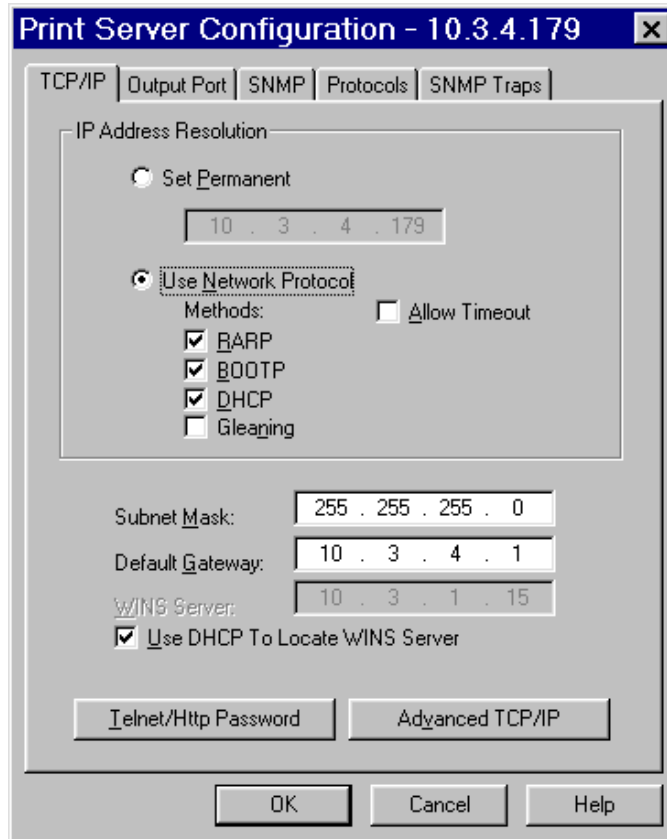 Print Server Configuration - 10.3.4.179
TCP/IP Output Port SNMP Protocols SNMP Traps
IP Address Resolution
Set Permanent
10 . 3 . 4 . 179
Use Network Protocol
Methods: Allow Timeout
RARP
BOOTP
DHCP
Gleaning
Subnet Mask: 255 . 255 . 255 . 0
Default Gateway: 10 . 3 . 4 . 1
WINS Server: 10 . 3 . 1 . 15
Use DHCP To Locate WINS Server
Telnet/Http Password Advanced TCP/IP
OK Cancel Help